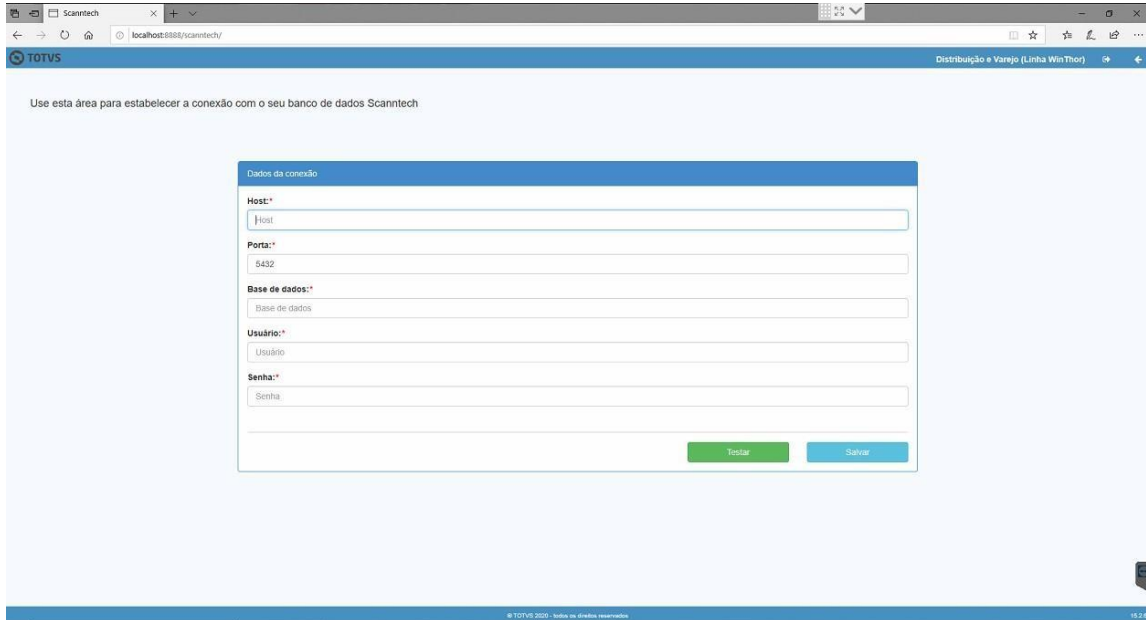 Scanntech
localhost:8888/scanntech/
TOTVS
Distribuição e Varejo (Linha WinThor)
Use esta área para estabelecer a conexão com o seu banco de dados Scanntech
Dados da conexão
Host:*
Host
Porta:*
5432
Base de dados:*
Base de dados
Usuário:*
Usuário
Senha:*
Senha
Testar
Salvar
© TOTVS 2020 - todos os direitos reservados